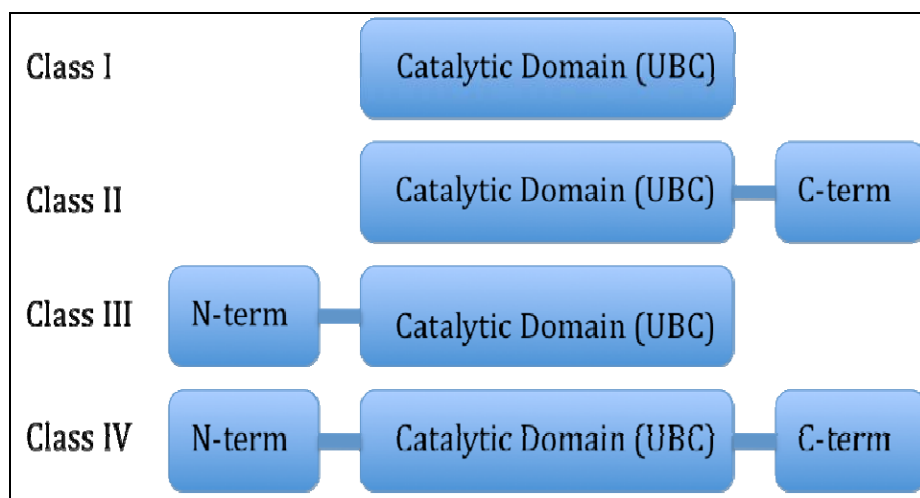 Class I Catalytic Domain (UBC)
Class II Catalytic Domain (UBC) C-term
Class III N-term Catalytic Domain (UBC)
Class IV N-term Catalytic Domain (UBC) C-term